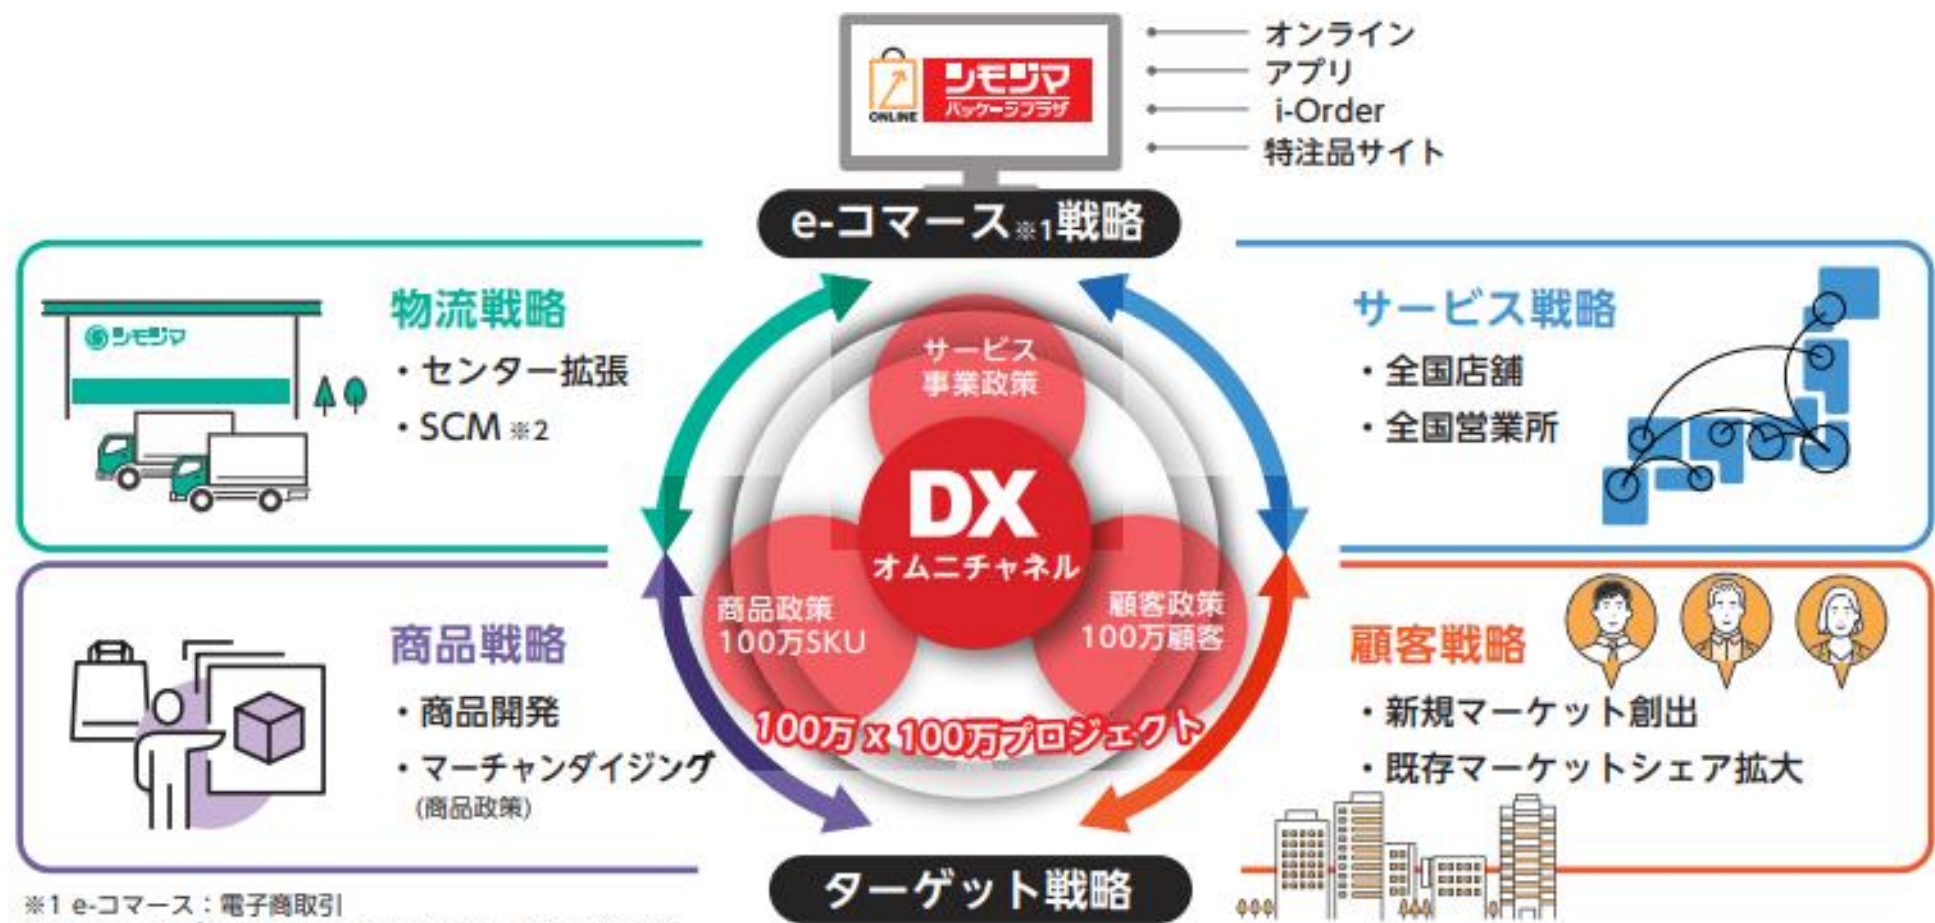 オンライン
アプリ
i-Order
特注品サイト
シモジマ
パッケージプラザ
ONLINE
e-コマース※1戦略
物流戦略
・センター拡張
・SCM ※2
シモジマ
サービス戦略
・全国店舗
・全国営業所
サービス
事業政策
DX
オムニチャネル
商品政策
100万SKU
顧客政策
100万顧客
100万 x 100万プロジェクト
商品戦略
・商品開発
・マーチャンダイジング
(商品政策)
顧客戦略
・新規マーケット創出
・既存マーケットシェア拡大
ターゲット戦略
※1 e-コマース：電子商取引